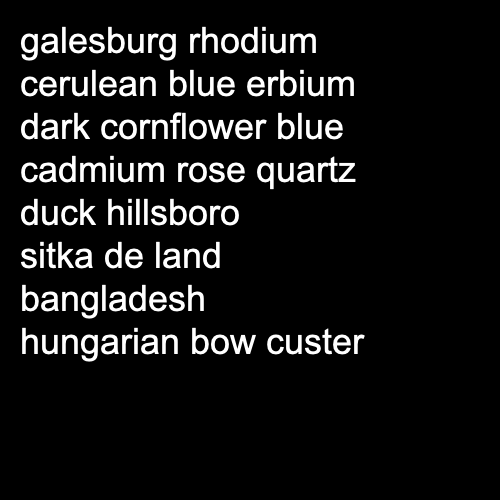 galesburg rhodium
cerulean blue erbium
dark cornflower blue
cadmium rose quartz
duck hillsboro
sitka de land
bangladesh
hungarian bow custer